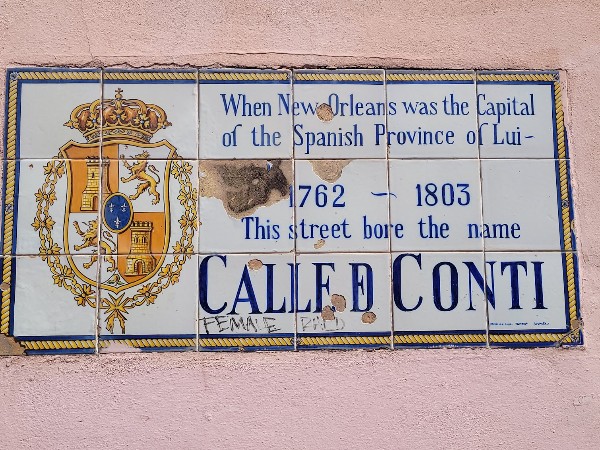 When New Orleans was the Capital
of the Spanish Province of Lui-
1762 – 1803
This street bore the name
CALLE D CONTI
FEMALE